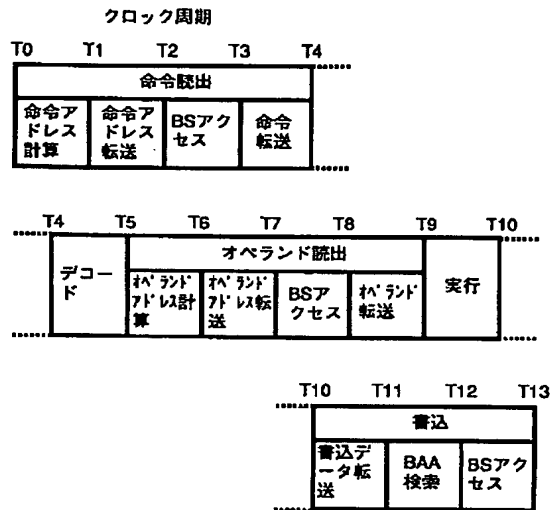 クロック周期
T0 T1 T2 T3 T4
命令読出
命令ア
ドレス
計算
命令ア
ドレス
転送
BSアク
セス
命令
転送
T4 T5 T6 T7 T8 T9 T10
デコー
ド
オペランド読出
オペランド
アドレス計
算
オペランド
アドレス転
送
BSア
クセス
オペランド
転送
実行
T10 T11 T12 T13
書込
書込デ
ータ転
送
BAA
検索
BSアク
セス